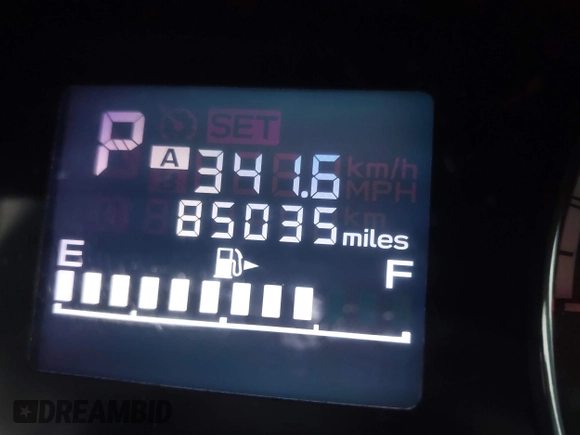 P SET
A 341.6 km/h
MPH
85035 miles
km
E F
DREAMBID